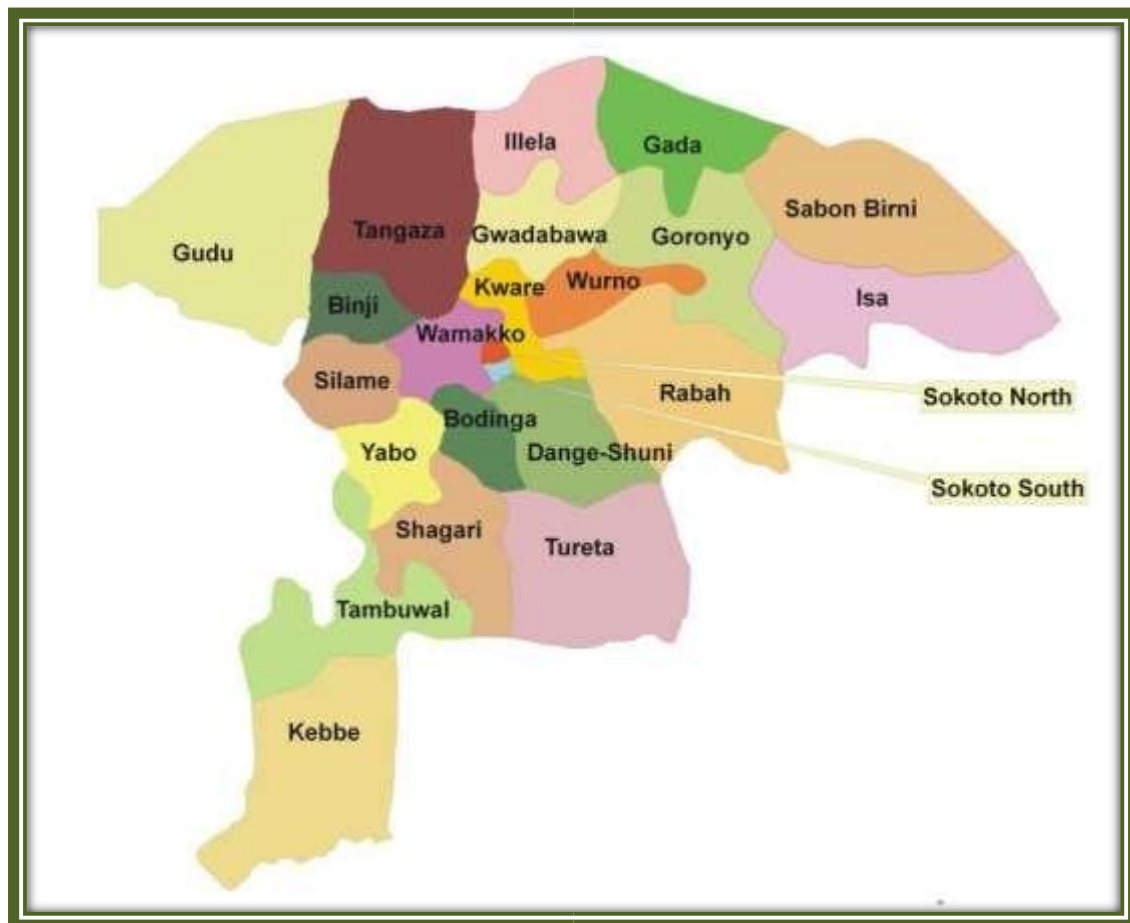 Illela
Gada
Sabon Birni
Gudu
Tangaza
Gwadabawa
Goronyo
Kware
Wurno
Isa
Binji
Wamakko
Silame
Rabah
Sokoto North
Bodinga
Yabo
Dange-Shuni
Sokoto South
Shagari
Tureta
Tambuwal
Kebbe